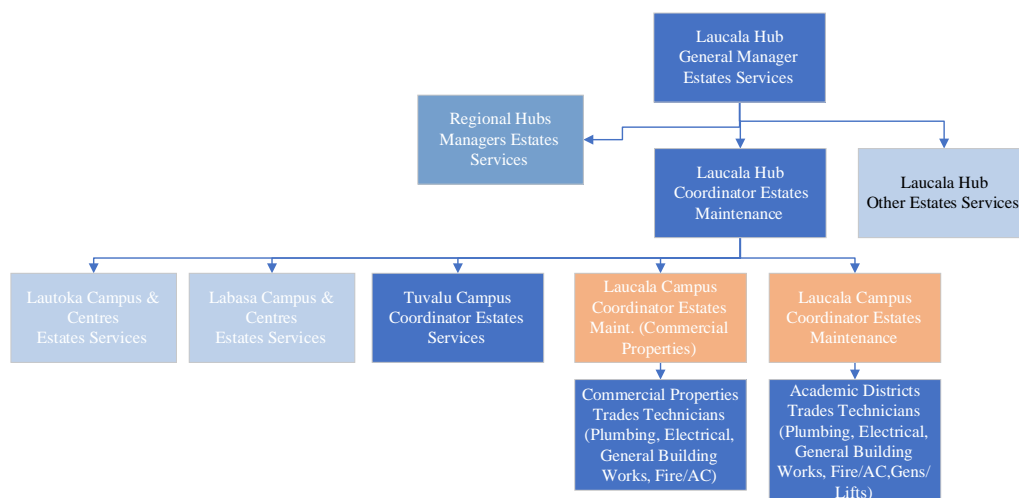 Laucala Hub
General Manager
Estates Services
Regional Hubs
Managers Estates
Services
Laucala Hub
Coordinator Estates
Maintenance
Laucala Hub
Other Estates Services
Lautoka Campus &
Centres
Estates Services
Labasa Campus &
Centres
Estates Services
Tuvalu Campus
Coordinator Estates
Services
Laucala Campus
Coordinator Estates
Maint. (Commercial
Properties)
Laucala Campus
Coordinator Estates
Maintenance
Commercial Properties
Trades Technicians
(Plumbing, Electrical,
General Building
Works, Fire/AC)
Academic Districts
Trades Technicians
(Plumbing, Electrical,
General Building
Works, Fire/AC,Gens/
Lifts)